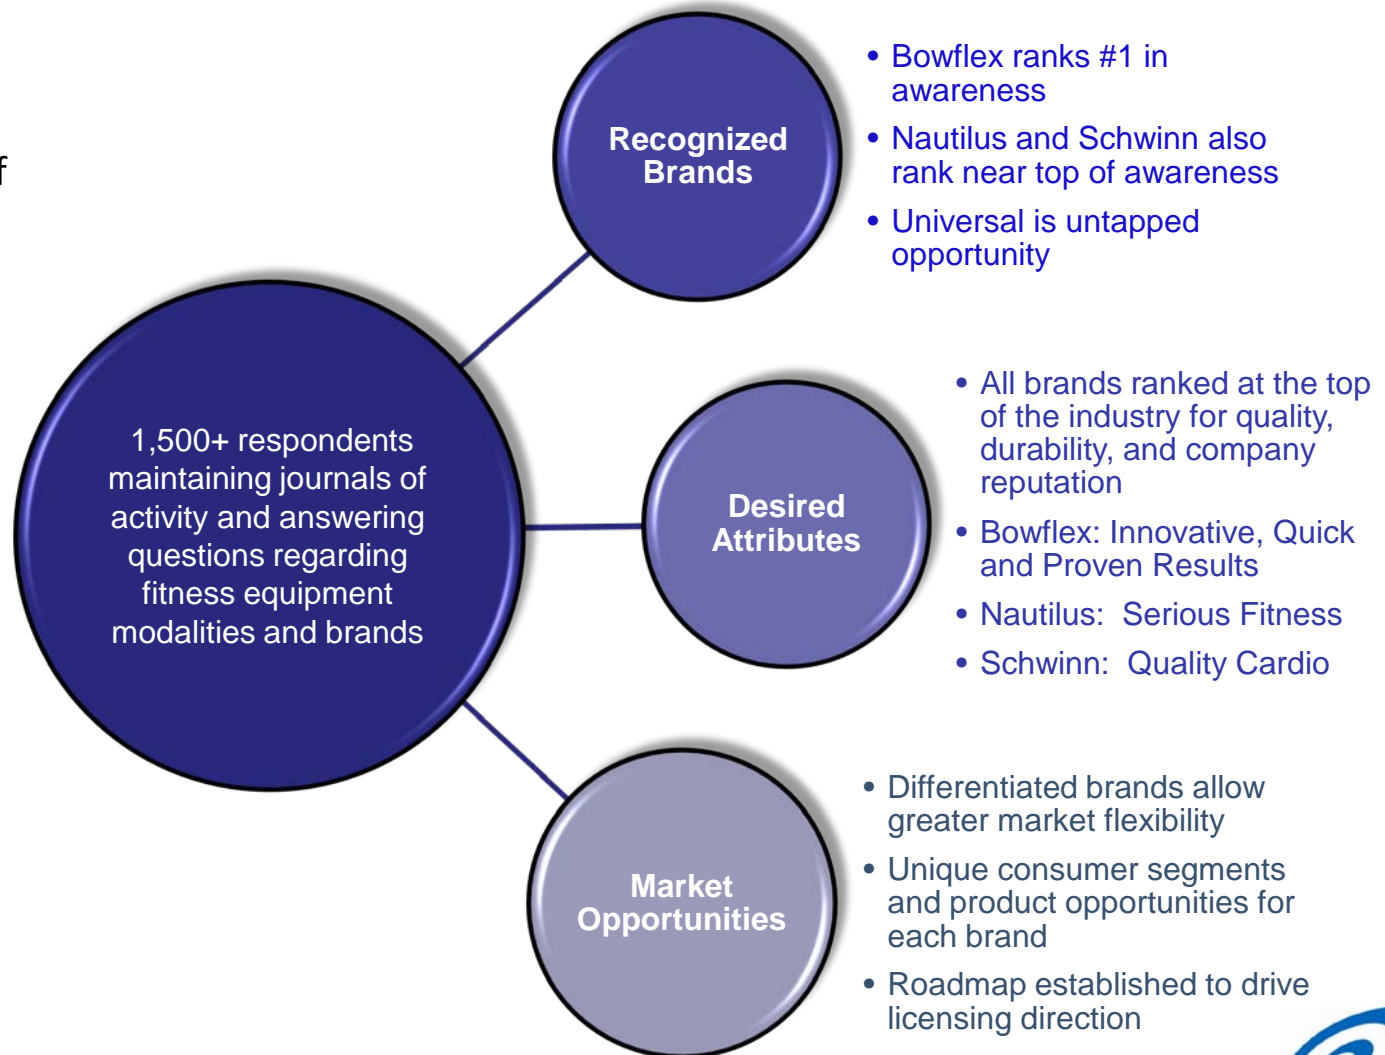 f
Recognized
Brands
• Bowflex ranks #1 in
awareness
• Nautilus and Schwinn also
rank near top of awareness
• Universal is untapped
opportunity
1,500+ respondents
maintaining journals of
activity and answering
questions regarding
fitness equipment
modalities and brands
Desired
Attributes
• All brands ranked at the top
of the industry for quality,
durability, and company
reputation
• Bowflex: Innovative, Quick
and Proven Results
• Nautilus:  Serious Fitness
• Schwinn:  Quality Cardio
Market
Opportunities
• Differentiated brands allow
greater market flexibility
• Unique consumer segments
and product opportunities for
each brand
• Roadmap established to drive
licensing direction